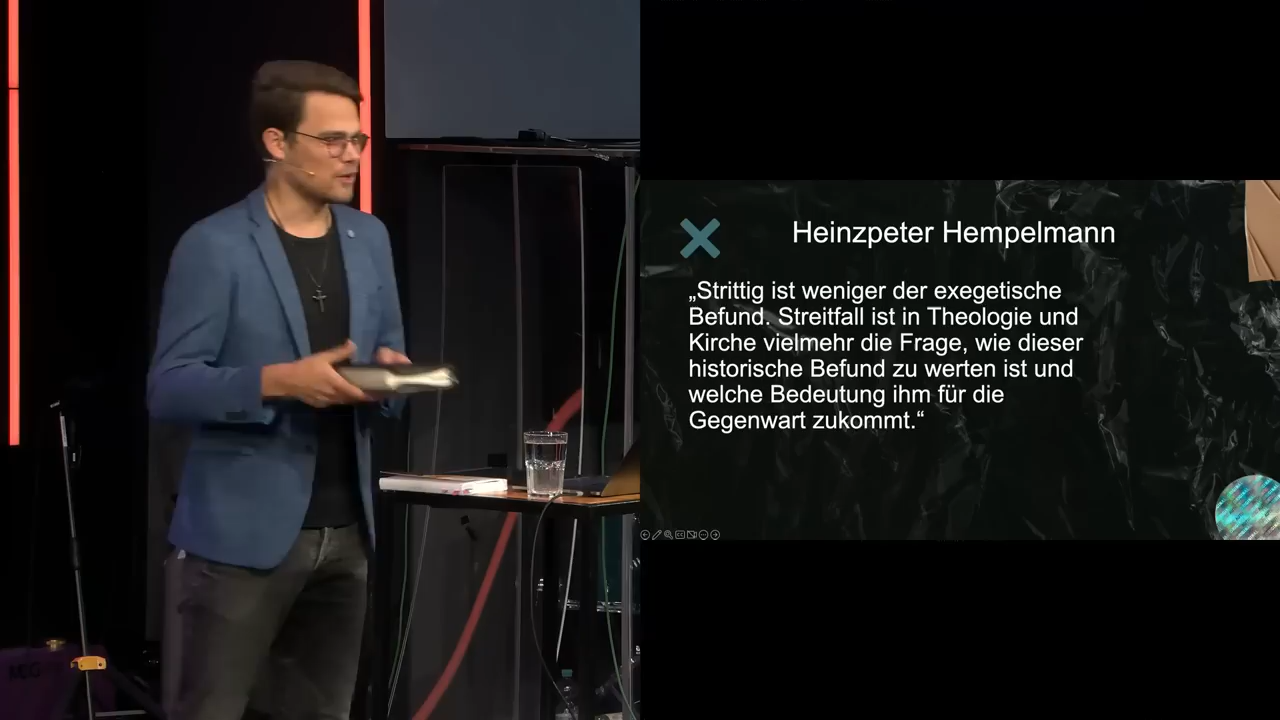 Heinzpeter Hempelmann
„Strittig ist weniger der exegetische
Befund. Streitfall ist in Theologie und
Kirche vielmehr die Frage, wie dieser
historische Befund zu werten ist und
welche Bedeutung ihm für die
Gegenwart zukommt.“